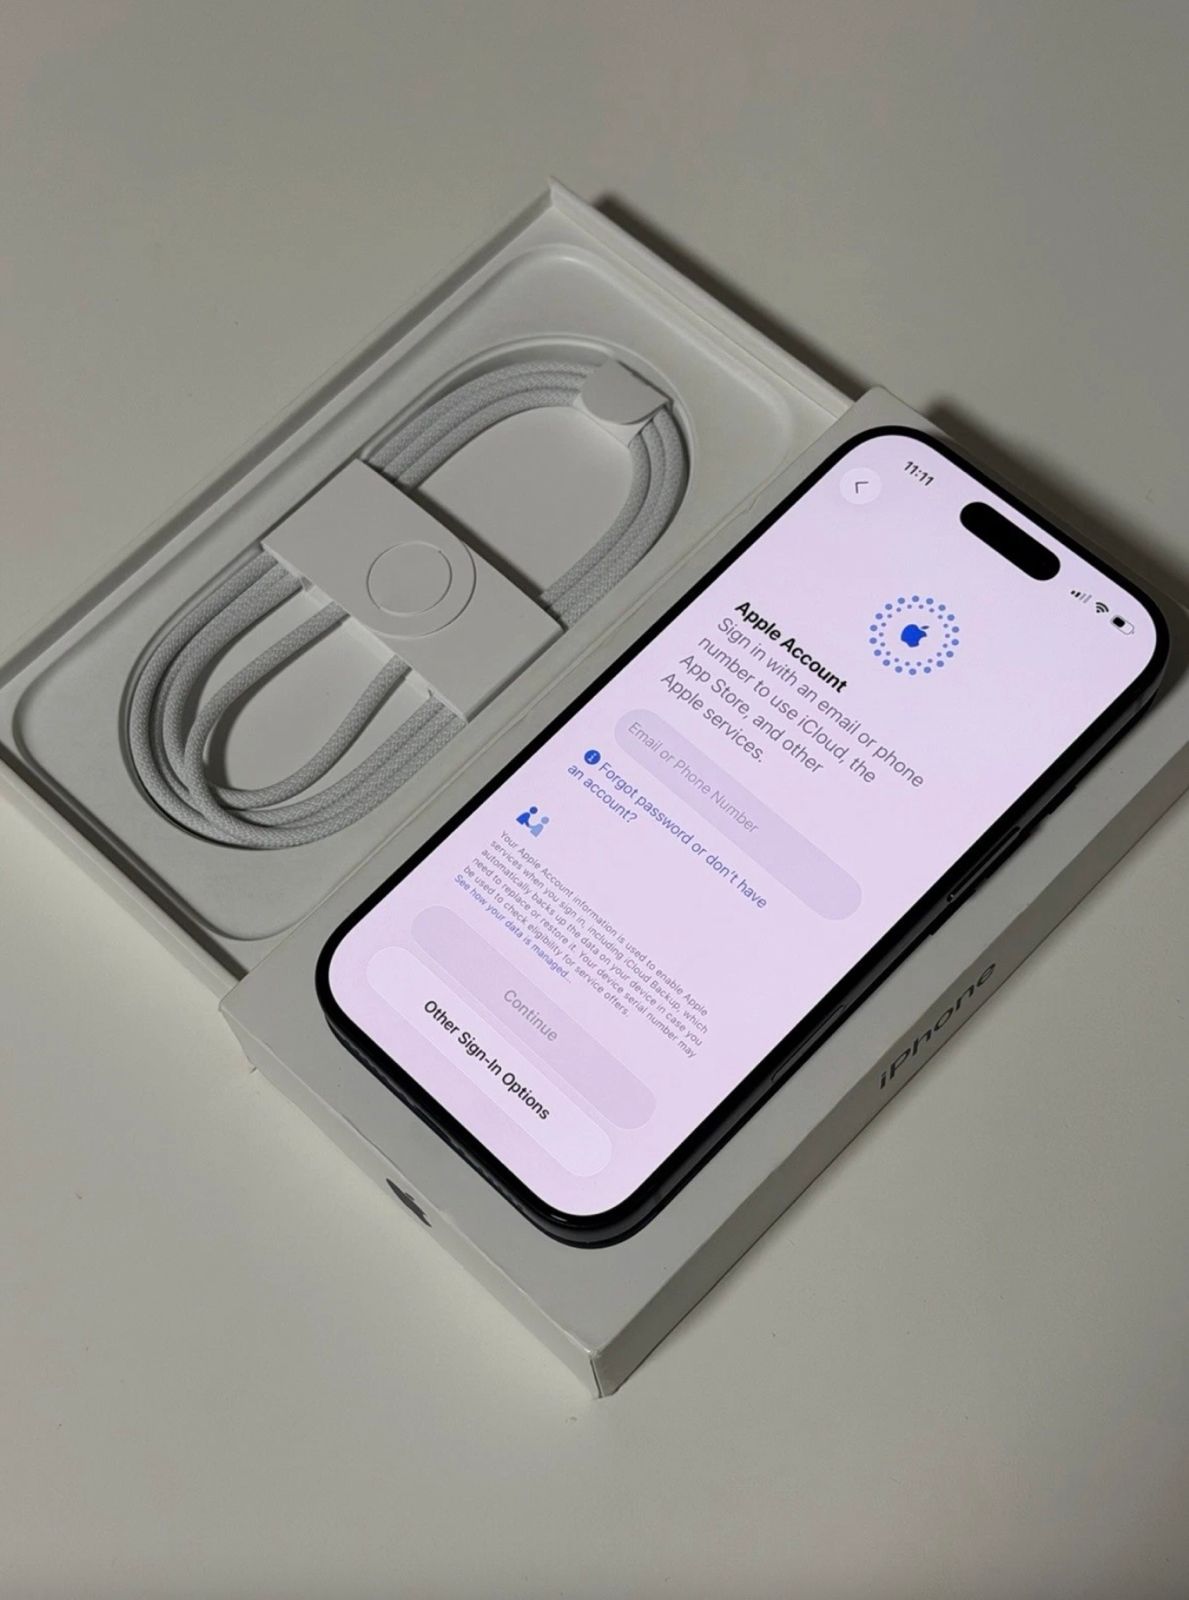 11:11
Apple Account
Sign in with an email or phone
number to use iCloud, the
App Store, and other
Apple services.
Email or Phone Number
Forgot password or don't have
an account?
Your Apple Account information is used to enable Apple
services when you sign in, including iCloud Backup, which
automatically backs up the data on your device in case you
need to replace or restore it. Your device serial number may
be used to check eligibility for service offers.
See how your data is managed...
Continue
Other Sign-In Options
iPhone